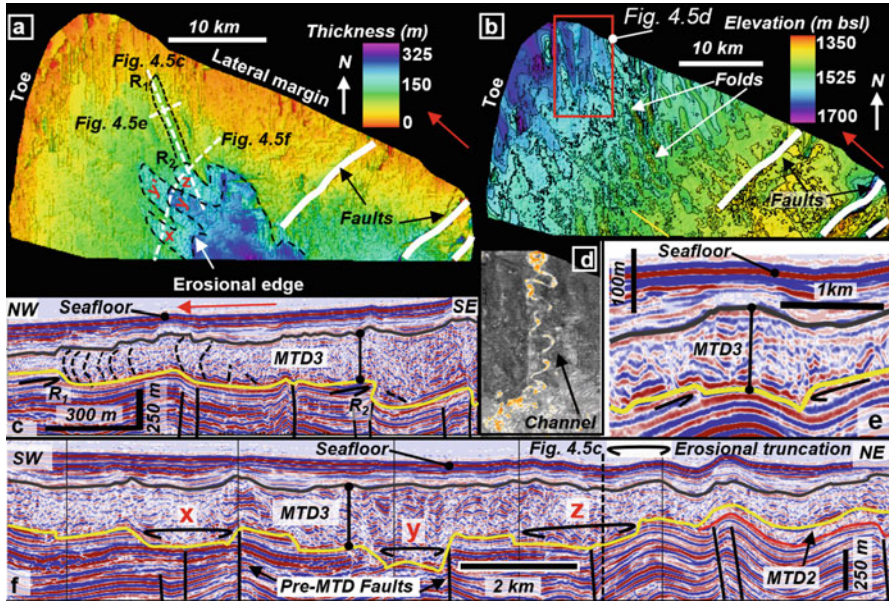 a
10 km
Thickness (m)
325
150
0
N
Fig. 4.5c
R1
Lateral margin
Toe
Fig. 4.5e
Fig. 4.5f
R2
z
y
y
x
Faults
Erosional edge
b
Fig. 4.5d
Elevation (m bsl)
10 km
1350
1525
1700
N
Toe
Folds
Faults
NW
Seafloor
SE
MTD3
R1
R2
300 m
250 m
c
d
Channel
Seafloor
100m
1km
MTD3
e
SW
Seafloor
Fig. 4.5c
Erosional truncation
NE
x
MTD3
y
z
Pre-MTD Faults
2 km
MTD2
250 m
f